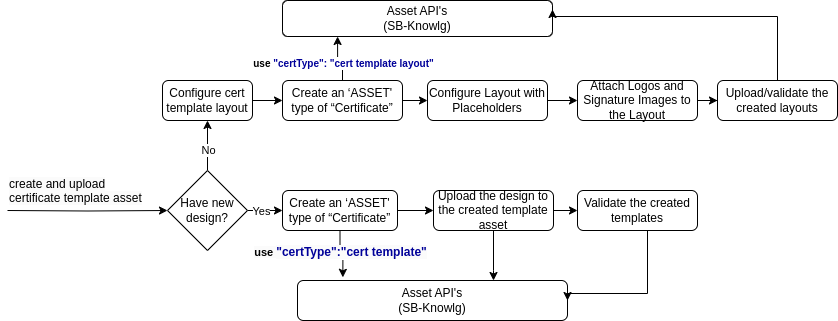 Asset API's
(SB-Knowlg)
use "certType": "cert template layout"
Configure cert
template layout
Create an ‘ASSET’
type of “Certificate”
Configure Layout with
Placeholders
Attach Logos and
Signature Images to
the Layout
Upload/validate the
created layouts
No
create and upload
certificate template asset
Have new
design?
Yes
Create an ‘ASSET’
type of “Certificate”
Upload the design to
the created template
asset
Validate the created
templates
use "certType":"cert template"
Asset API's
(SB-Knowlg)